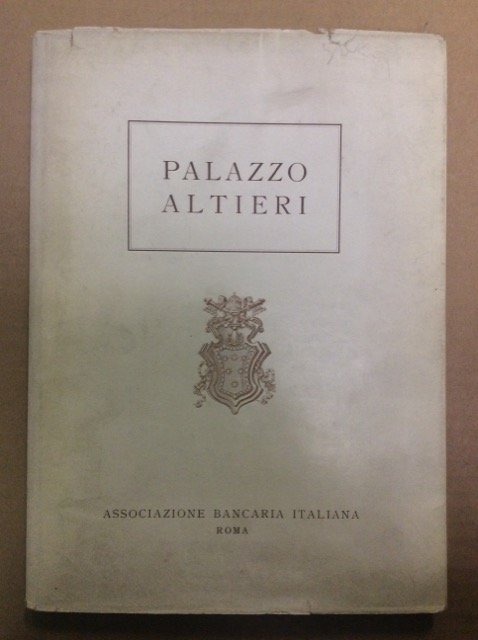 PALAZZO
ALTIERI
ASSOCIAZIONE BANCARIA ITALIANA
ROMA